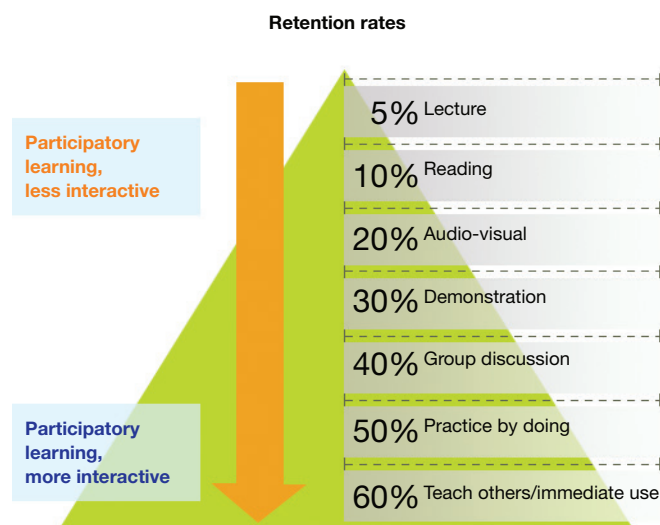 Retention rates
5% Lecture
Participatory
learning,
less interactive
10% Reading
20% Audio-visual
30% Demonstration
40% Group discussion
Participatory
learning,
more interactive
50% Practice by doing
60% Teach others/immediate use